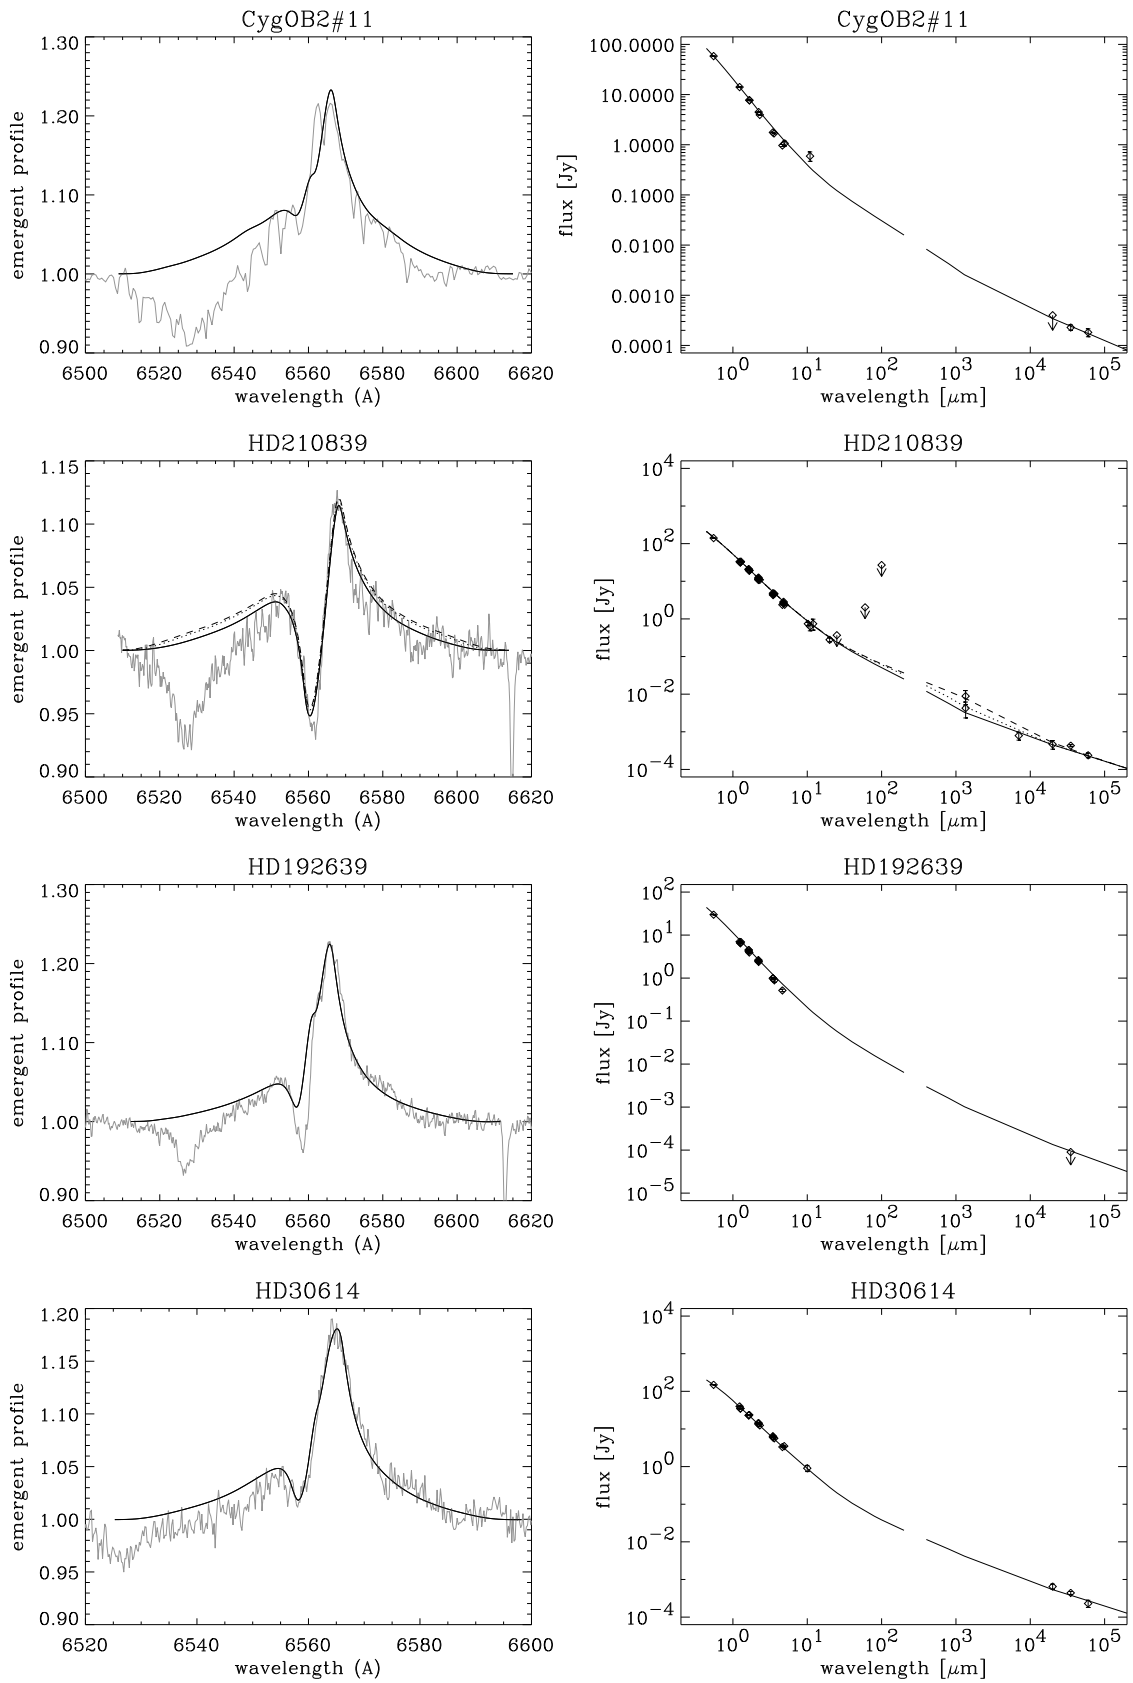 CygOB2#11
emergent profile
1.30
1.20
1.10
1.00
0.90
6500 6520 6540 6560 6580 6600 6620
wavelength (A)
CygOB2#11
flux [Jy]
100.0000
10.0000
1.0000
0.1000
0.0100
0.0010
0.0001
10^0 10^1 10^2 10^3 10^4 10^5
wavelength [μm]
HD210839
emergent profile
1.15
1.10
1.05
1.00
0.95
0.90
6500 6520 6540 6560 6580 6600 6620
wavelength (A)
HD210839
flux [Jy]
10^4
10^2
10^0
10^-2
10^-4
10^0 10^1 10^2 10^3 10^4 10^5
wavelength [μm]
HD192639
emergent profile
1.30
1.20
1.10
1.00
0.90
6500 6520 6540 6560 6580 6600 6620
wavelength (A)
HD192639
flux [Jy]
10^2
10^1
10^0
10^-1
10^-2
10^-3
10^-4
10^-5
10^0 10^1 10^2 10^3 10^4 10^5
wavelength [μm]
HD30614
emergent profile
1.20
1.15
1.10
1.05
1.00
0.95
0.90
6520 6540 6560 6580 6600
wavelength (A)
HD30614
flux [Jy]
10^4
10^2
10^0
10^-2
10^-4
10^0 10^1 10^2 10^3 10^4 10^5
wavelength [μm]